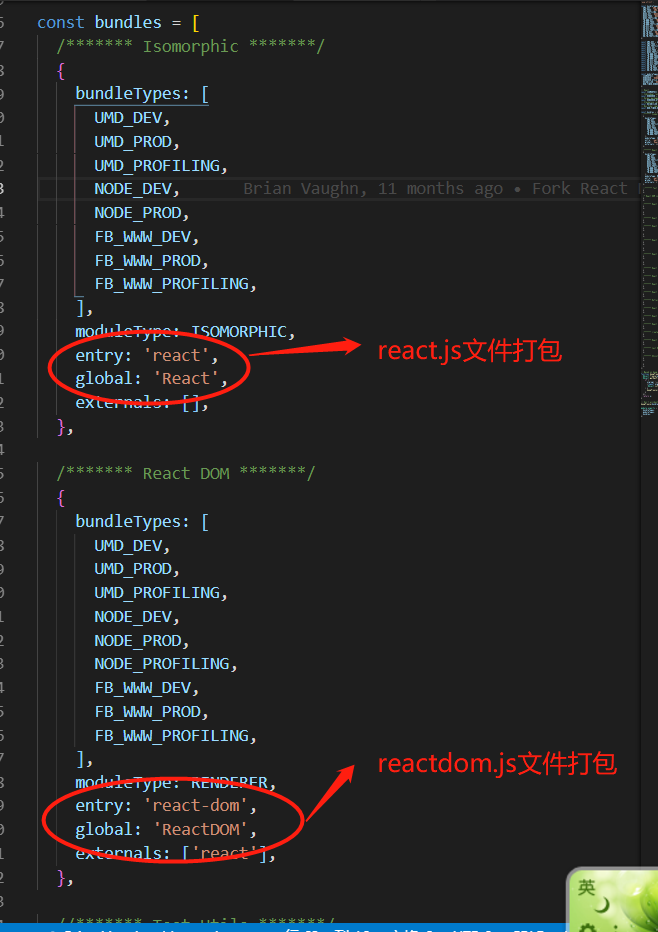 const bundles = [
/******* Isomorphic *******/
{
bundleTypes: [
UMD_DEV,
UMD_PROD,
UMD_PROFILING,
NODE_DEV, Brian Vaughn, 11 months ago • Fork React
NODE_PROD,
FB_WWW_DEV,
FB_WWW_PROD,
FB_WWW_PROFILING,
],
moduleType: ISOMORPHIC,
entry: 'react',
react.js文件打包
global: 'React',
externals: [],
},
/******* React DOM *******/
{
bundleTypes: [
UMD_DEV,
UMD_PROD,
UMD_PROFILING,
NODE_DEV,
NODE_PROD,
NODE_PROFILING,
FB_WWW_DEV,
FB_WWW_PROD,
FB_WWW_PROFILING,
],
reactdom.js文件打包
moduleType: RENDERER,
entry: 'react-dom',
global: 'ReactDOM',
externals: ['react'],
},
英